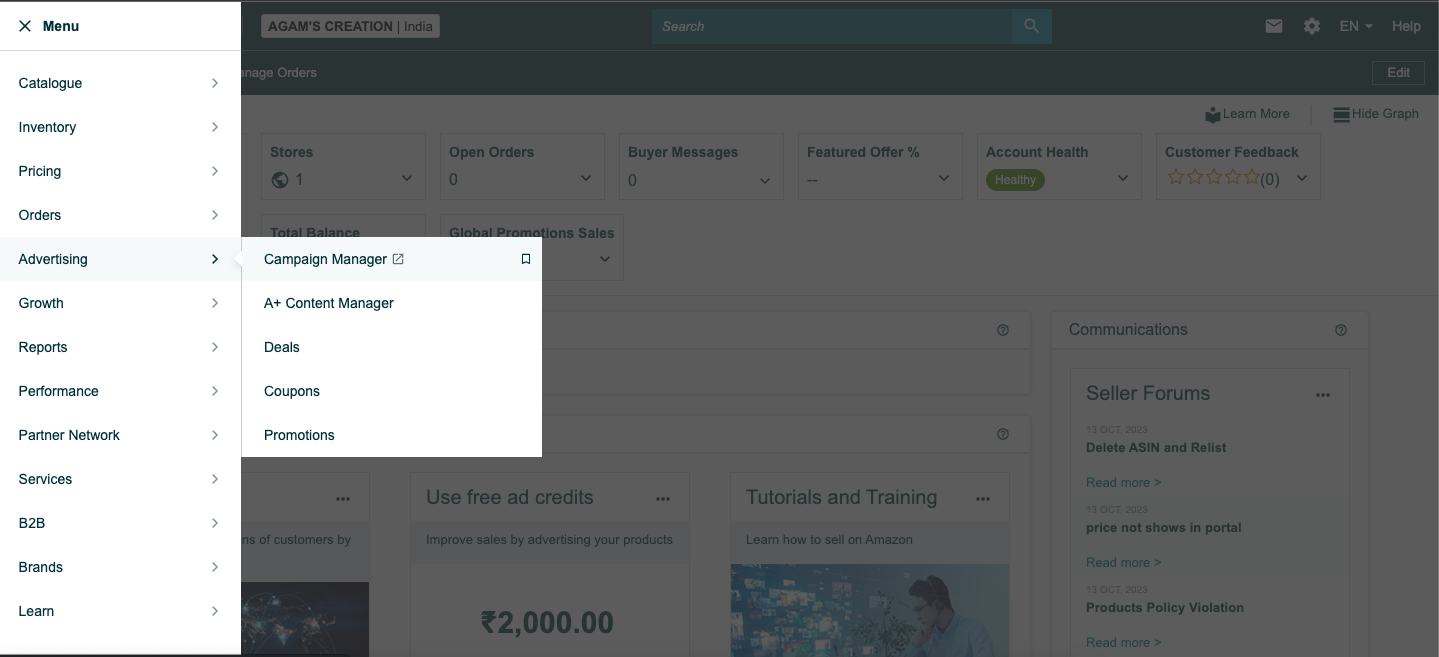 Menu
AGAM'S CREATION | India
Search
EN
Help
Manage Orders
Edit
Learn More
Hide Graph
Catalogue
Inventory
Pricing
Orders
Advertising
Growth
Reports
Performance
Partner Network
Services
B2B
Brands
Learn
Campaign Manager
A+ Content Manager
Deals
Coupons
Promotions
Stores
1
Open Orders
0
Buyer Messages
0
Featured Offer %
--
Account Health
Healthy
Customer Feedback
(0)
Total Balance
Global Promotions Sales
Communications
Seller Forums
13 OCT, 2023
Delete ASIN and Relist
Read more >
13 OCT, 2023
price not shows in portal
Read more >
13 OCT, 2023
Products Policy Violation
Read more >
ns of customers by
Use free ad credits
Improve sales by advertising your products
₹2,000.00
Tutorials and Training
Learn how to sell on Amazon